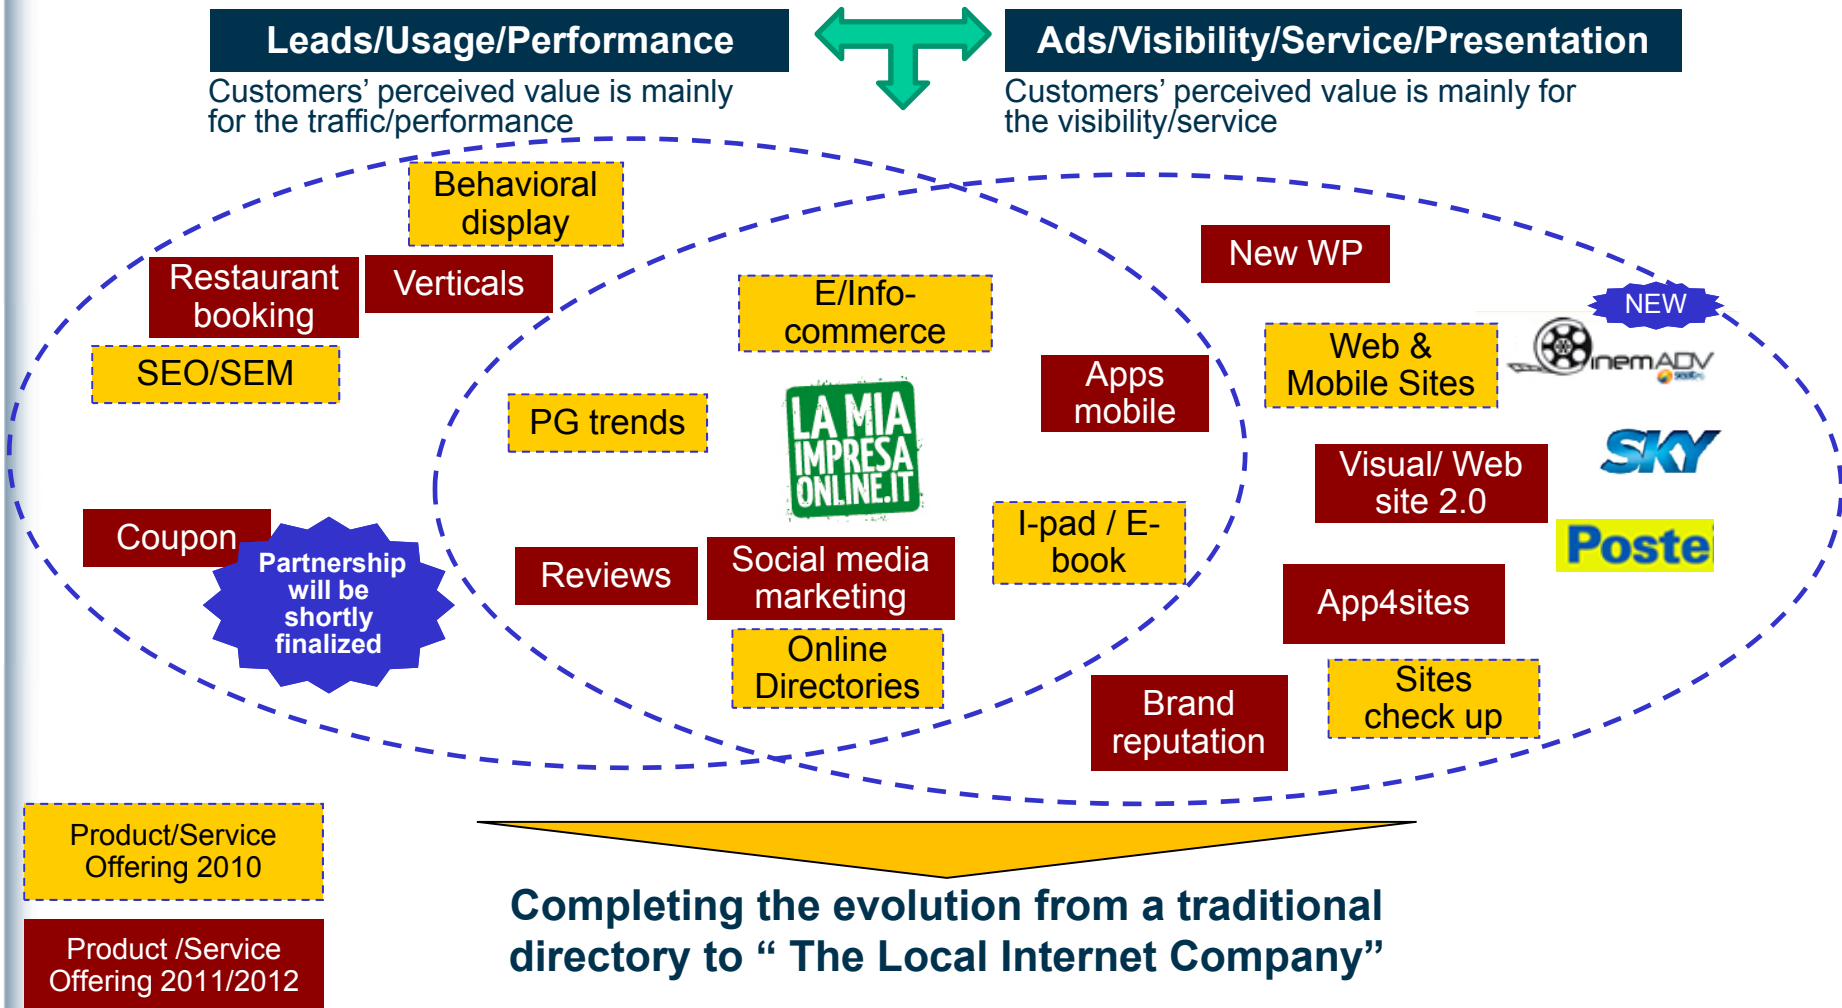 Leads/Usage/Performance
Ads/Visibility/Service/Presentation
Customers’ perceived value is mainly
for the traffic/performance
Customers’ perceived value is mainly for
the visibility/service
Behavioral
display
Restaurant
booking
Verticals
SEO/SEM
E/Info-
commerce
PG trends
LA MIA
IMPRESA
ONLINE.IT
Apps
mobile
New WP
NEW
Web &
Mobile Sites
inemADV
SKY
Visual/ Web
site 2.0
Poste
Coupon
Partnership
will be
shortly
finalized
Reviews
Social media
marketing
I-pad / E-
book
Online
Directories
App4sites
Brand
reputation
Sites
check up
Product/Service
Offering 2010
Product /Service
Offering 2011/2012
Completing the evolution from a traditional
directory to “ The Local Internet Company”